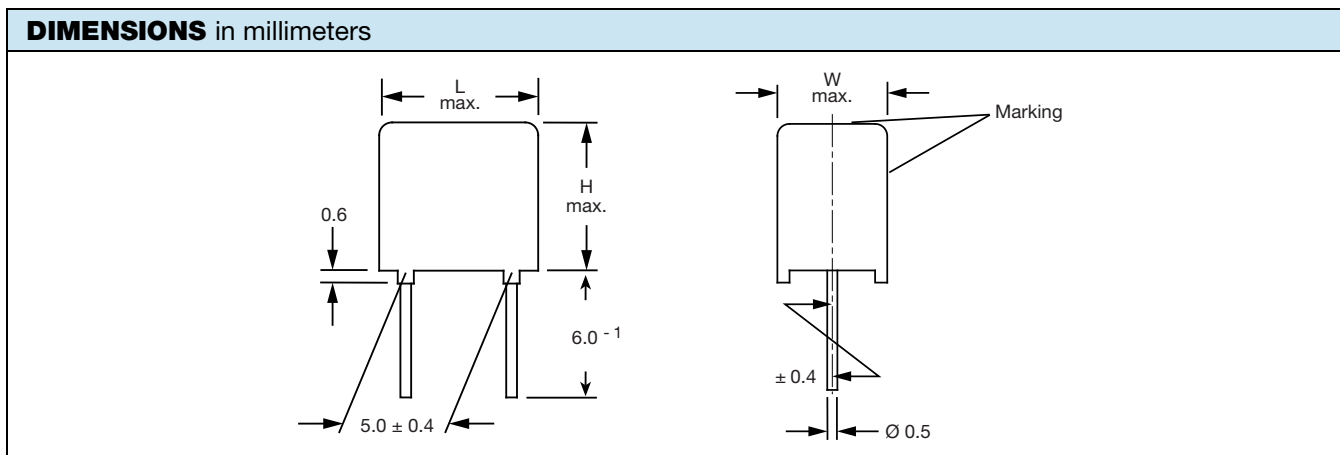 DIMENSIONS in millimeters
L
max.
W
max.
Marking
H
max.
0.6
6.0 - 1
± 0.4
5.0 ± 0.4
Ø 0.5